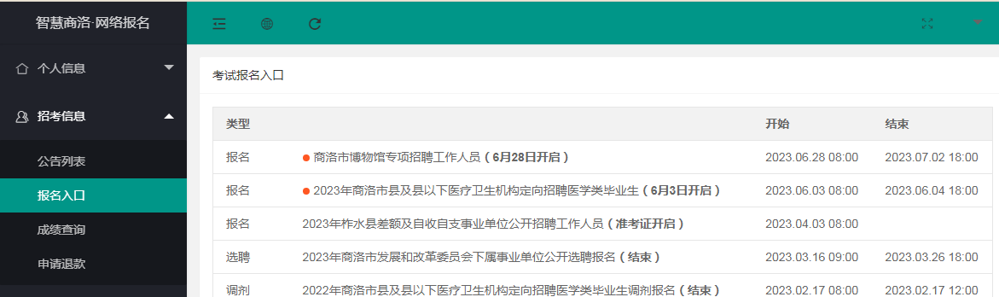 智慧商洛·网络报名
个人信息
招考信息
公告列表
报名入口
成绩查询
申请退款
考试报名入口
类型 开始 结束
报名 商洛市博物馆专项招聘工作人员（6月28日开启） 2023.06.28 08:00 2023.07.02 18:00
报名 2023年商洛市县及县以下医疗卫生机构定向招聘医学类毕业生（6月3日开启） 2023.06.03 08:00 2023.06.04 18:00
报名 2023年柞水县差额及自收自支事业单位公开招聘工作人员（准考证开启） 2023.04.03 08:00
选聘 2023年商洛市发展和改革委员会下属事业单位公开选聘报名（结束） 2023.03.16 09:00 2023.03.26 18:00
调剂 2022年商洛市县及县以下医疗卫生机构定向招聘医学类毕业生调剂报名（结束） 2023.02.17 08:00 2023.02.17 12:00